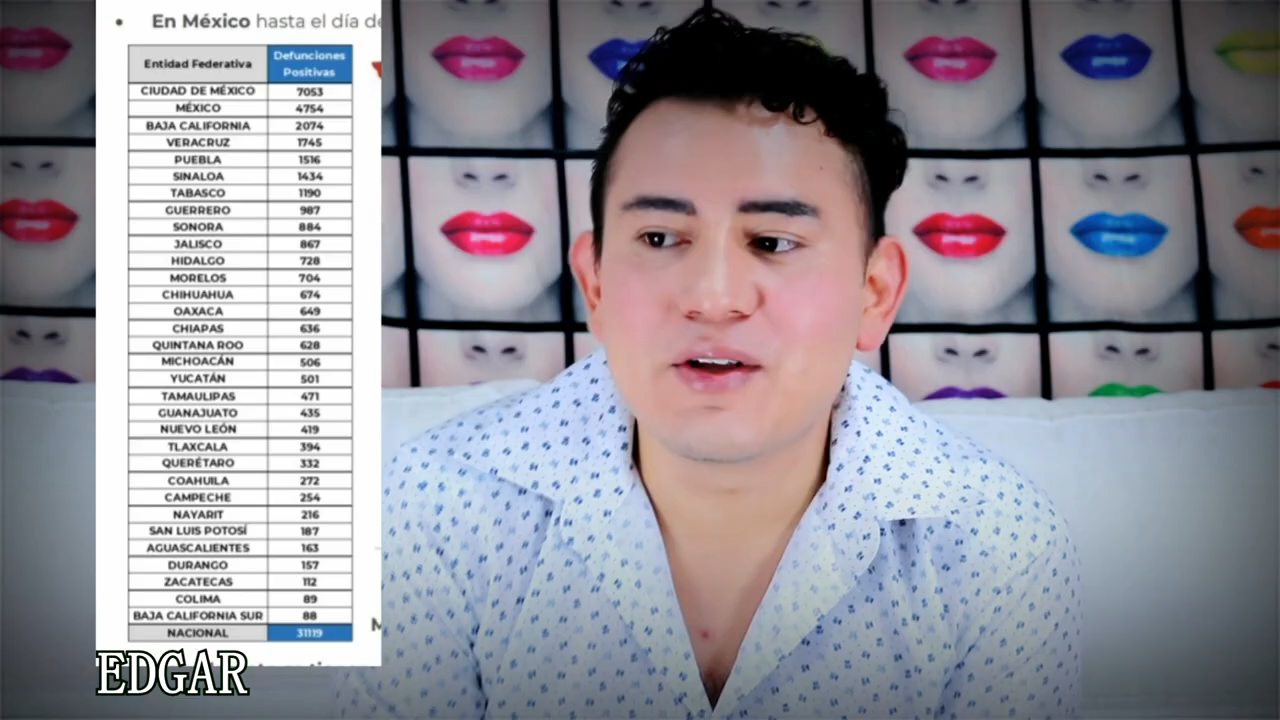 • En México hasta el día de
Entidad Federativa Defunciones Positivas
CIUDAD DE MÉXICO 7053
MÉXICO 4754
BAJA CALIFORNIA 2074
VERACRUZ 1745
PUEBLA 1516
SINALOA 1434
TABASCO 1190
GUERRERO 987
SONORA 884
JALISCO 867
HIDALGO 728
MORELOS 704
CHIHUAHUA 674
OAXACA 649
CHIAPAS 636
QUINTANA ROO 628
MICHOACÁN 506
YUCATÁN 501
TAMAULIPAS 471
GUANAJUATO 435
NUEVO LEÓN 419
TLAXCALA 394
QUERÉTARO 332
COAHUILA 272
CAMPECHE 254
NAYARIT 216
SAN LUIS POTOSÍ 187
AGUASCALIENTES 163
DURANGO 157
ZACATECAS 112
COLIMA 89
BAJA CALIFORNIA SUR 88
NACIONAL 31119
M
EDGAR